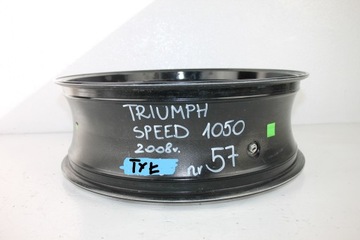 TRIUMPH
SPEED 1050
2008r.
TYŁ nr 57